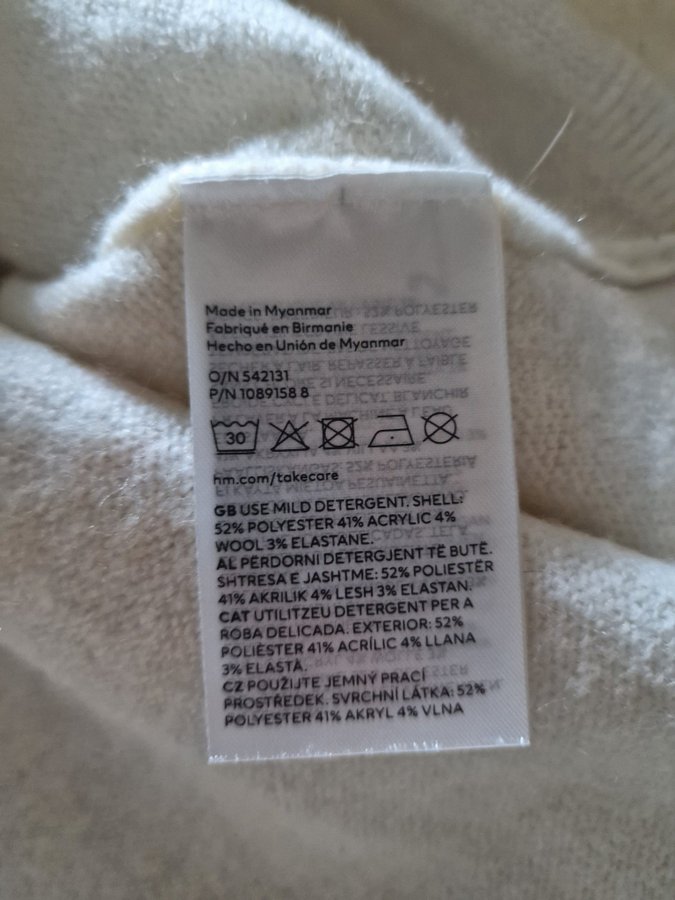 Made in Myanmar
Fabriqué en Birmanie
Hecho en Unión de Myanmar
O/N 542131
P/N 1089158 8
30
hm.com/takecare
GB USE MILD DETERGENT. SHELL:
52% POLYESTER 41% ACRYLIC 4%
WOOL 3% ELASTANE.
AL PËRDORNI DETERGJENT TË BUTË.
SHTRESA E JASHTME: 52% POLIESTËR
41% AKRILIK 4% LESH 3% ELASTAN.
CAT UTILITZEU DETERGENT PER A
ROBA DELICADA. EXTERIOR: 52%
POLIÈSTER 41% ACRÍLIC 4% LLANA
3% ELASTÀ.
CZ POUŽIJTE JEMNÝ PRACÍ
PROSTŘEDEK. SVRCHNÍ LÁTKA: 52%
POLYESTER 41% AKRYL 4% VLNA